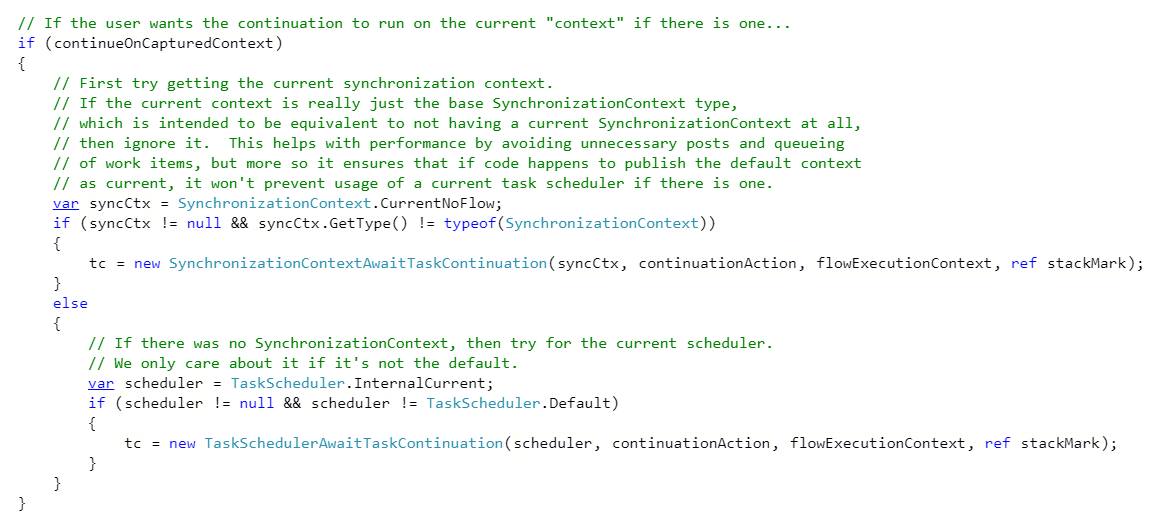 // If the user wants the continuation to run on the current "context" if there is one...
if (continueOnCapturedContext)
{
    // First try getting the current synchronization context.
    // If the current context is really just the base SynchronizationContext type,
    // which is intended to be equivalent to not having a current SynchronizationContext at all,
    // then ignore it.  This helps with performance by avoiding unnecessary posts and queueing
    // of work items, but more so it ensures that if code happens to publish the default context
    // as current, it won't prevent usage of a current task scheduler if there is one.
    var syncCtx = SynchronizationContext.CurrentNoFlow;
    if (syncCtx != null && syncCtx.GetType() != typeof(SynchronizationContext))
    {
        tc = new SynchronizationContextAwaitTaskContinuation(syncCtx, continuationAction, flowExecutionContext, ref stackMark);
    }
    else
    {
        // If there was no SynchronizationContext, then try for the current scheduler.
        // We only care about it if it's not the default.
        var scheduler = TaskScheduler.InternalCurrent;
        if (scheduler != null && scheduler != TaskScheduler.Default)
        {
            tc = new TaskSchedulerAwaitTaskContinuation(scheduler, continuationAction, flowExecutionContext, ref stackMark);
        }
    }
}